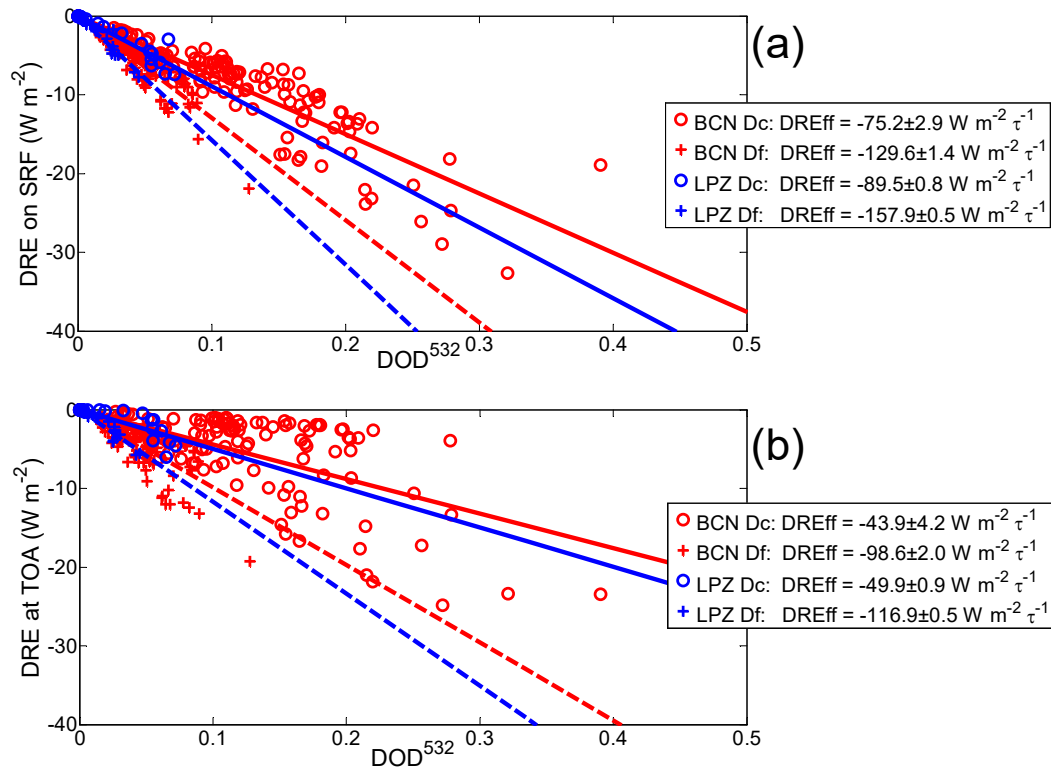 (a)
DRE on SRF (W m⁻²)
0
-10
-20
-30
-40
0 0.1 0.2 0.3 0.4 0.5
DOD⁵³²
BCN Dc: DREff = -75.2±2.9 W m⁻² τ⁻¹
BCN Df: DREff = -129.6±1.4 W m⁻² τ⁻¹
LPZ Dc: DREff = -89.5±0.8 W m⁻² τ⁻¹
LPZ Df: DREff = -157.9±0.5 W m⁻² τ⁻¹
(b)
DRE at TOA (W m⁻²)
0
-10
-20
-30
-40
0 0.1 0.2 0.3 0.4 0.5
DOD⁵³²
BCN Dc: DREff = -43.9±4.2 W m⁻² τ⁻¹
BCN Df: DREff = -98.6±2.0 W m⁻² τ⁻¹
LPZ Dc: DREff = -49.9±0.9 W m⁻² τ⁻¹
LPZ Df: DREff = -116.9±0.5 W m⁻² τ⁻¹